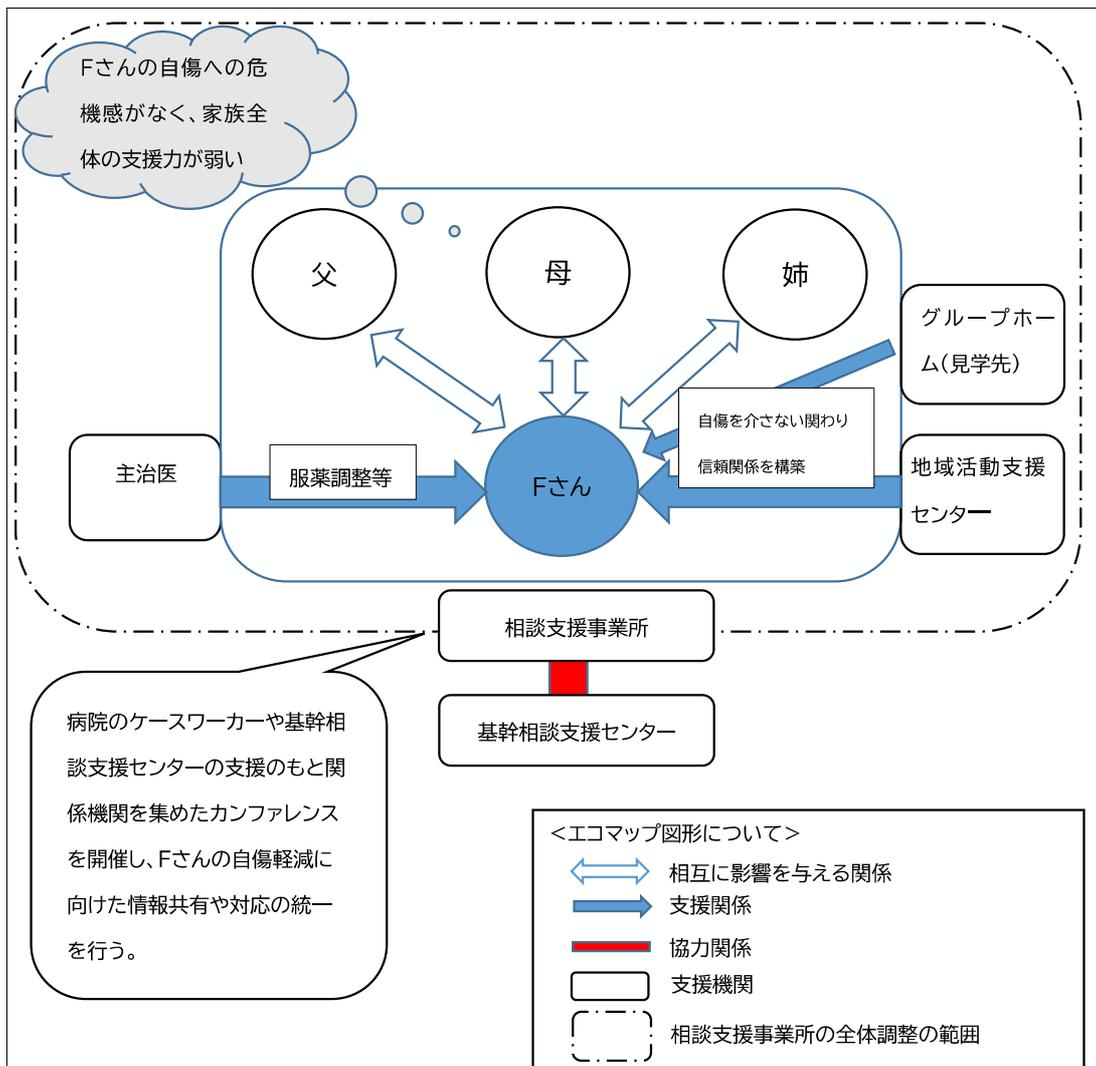 Fさんの自傷への危
機感がなく、家族全
体の支援力が弱い
父
母
姉
グループホー
ム(見学先)
自傷を介さない関わり
信頼関係を構築
主治医
服薬調整等
Fさん
地域活動支援
センター
相談支援事業所
基幹相談支援センター
病院のケースワーカーや基幹相
談支援センターの支援のもと関
係機関を集めたカンファレンス
を開催し、Fさんの自傷軽減に
向けた情報共有や対応の統一
を行う。
<エコマップ図形について>
相互に影響を与える関係
支援関係
協力関係
支援機関
相談支援事業所の全体調整の範囲